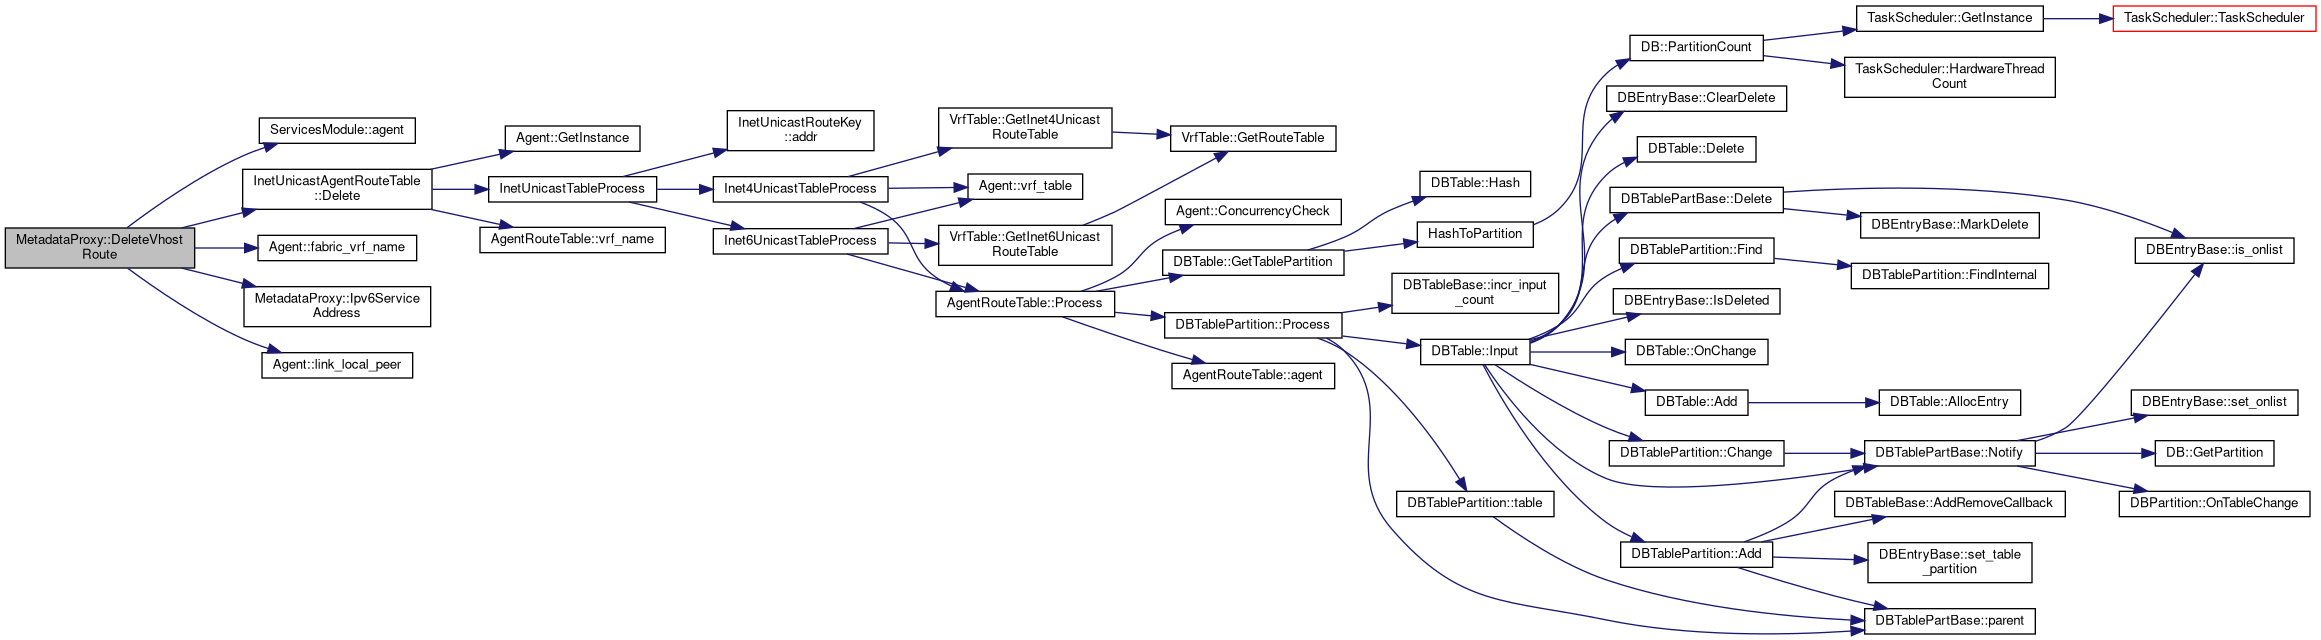 MetadataProxy::DeleteVhost
Route
ServicesModule::agent
InetUnicastAgentRouteTable
::Delete
Agent::fabric_vrf_name
MetadataProxy::Ipv6Service
Address
Agent::link_local_peer
Agent::GetInstance
InetUnicastTableProcess
AgentRouteTable::vrf_name
InetUnicastRouteKey
::addr
Inet4UnicastTableProcess
Inet6UnicastTableProcess
VrfTable::GetInet4Unicast
RouteTable
Agent::vrf_table
VrfTable::GetInet6Unicast
RouteTable
AgentRouteTable::Process
VrfTable::GetRouteTable
Agent::ConcurrencyCheck
DBTable::GetTablePartition
DBTablePartition::Process
AgentRouteTable::agent
DBTable::Hash
HashToPartition
DBTableBase::incr_input
_count
DBTable::Input
DBTablePartition::table
DB::PartitionCount
DBEntryBase::ClearDelete
DBTable::Delete
DBTablePartBase::Delete
DBTablePartition::Find
DBEntryBase::IsDeleted
DBTable::OnChange
DBTable::Add
DBTablePartition::Change
DBTablePartition::Add
TaskScheduler::GetInstance
TaskScheduler::HardwareThread
Count
DBEntryBase::MarkDelete
DBTablePartition::FindInternal
DBTable::AllocEntry
DBTablePartBase::Notify
DBTableBase::AddRemoveCallback
DBEntryBase::set_table
_partition
DBTablePartBase::parent
TaskScheduler::TaskScheduler
DBEntryBase::is_onlist
DBEntryBase::set_onlist
DB::GetPartition
DBPartition::OnTableChange